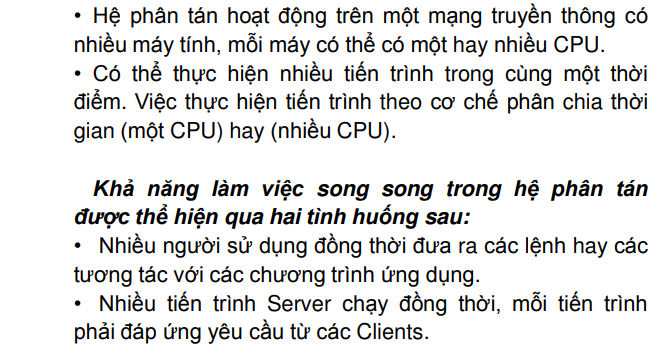 • Hệ phân tán hoạt động trên một mạng truyền thông có
nhiều máy tính, mỗi máy có thể có một hay nhiều CPU.
• Có thể thực hiện nhiều tiến trình trong cùng một thời
điểm. Việc thực hiện tiến trình theo cơ chế phân chia thời
gian (một CPU) hay (nhiều CPU).
Khả năng làm việc song song trong hệ phân tán
được thể hiện qua hai tình huống sau:
• Nhiều người sử dụng đồng thời đưa ra các lệnh hay các
tương tác với các chương trình ứng dụng.
• Nhiều tiến trình Server chạy đồng thời, mỗi tiến trình
phải đáp ứng yêu cầu từ các Clients.